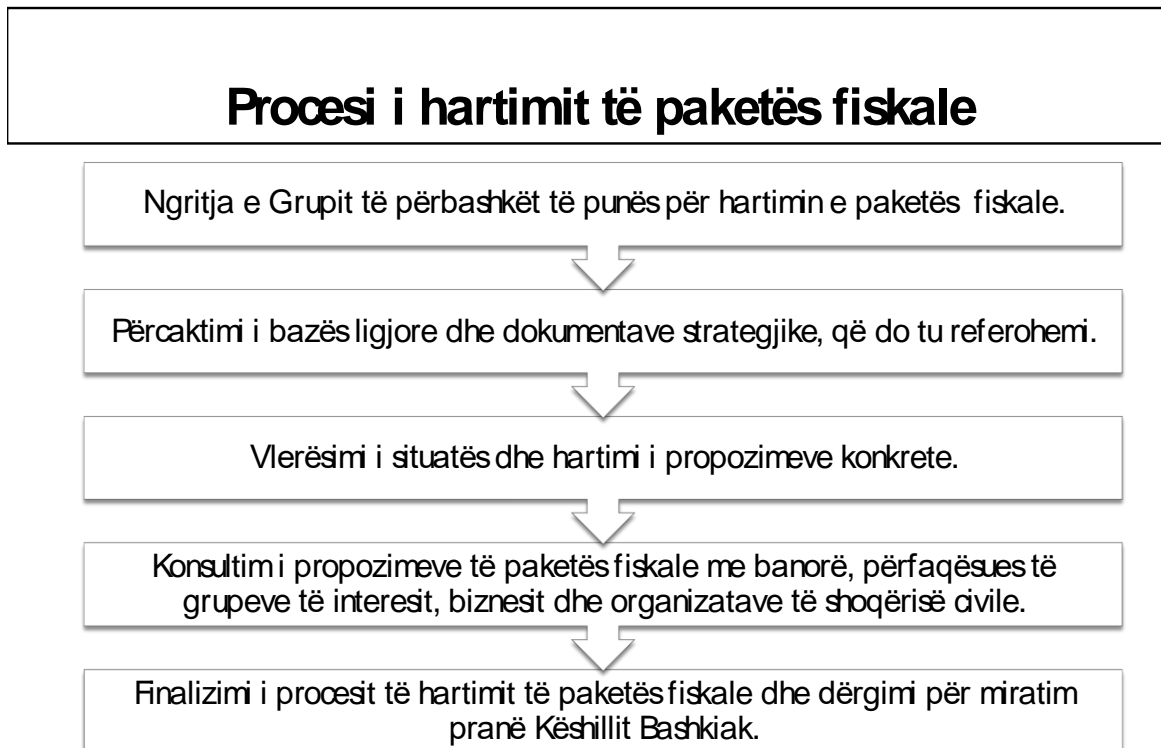 Procesi i hartimit të paketës fiskale
Ngritja e Grupit të përbashkët të punës për hartimin e paketës fiskale.
Përcaktimi i bazës ligjore dhe dokumentave strategjike, që do tu referohemi.
Vlerësimi i situatës dhe hartimi i propozimeve konkrete.
Konsultim i propozimeve të paketës fiskale me banorë, përfaqësues të
grupeve të interesit, biznesit dhe organizatave të shoqërisë civile.
Finalizimi i procesit të hartimit të paketës fiskale dhe dërgimi për miratim
pranë Këshillit Bashkiak.